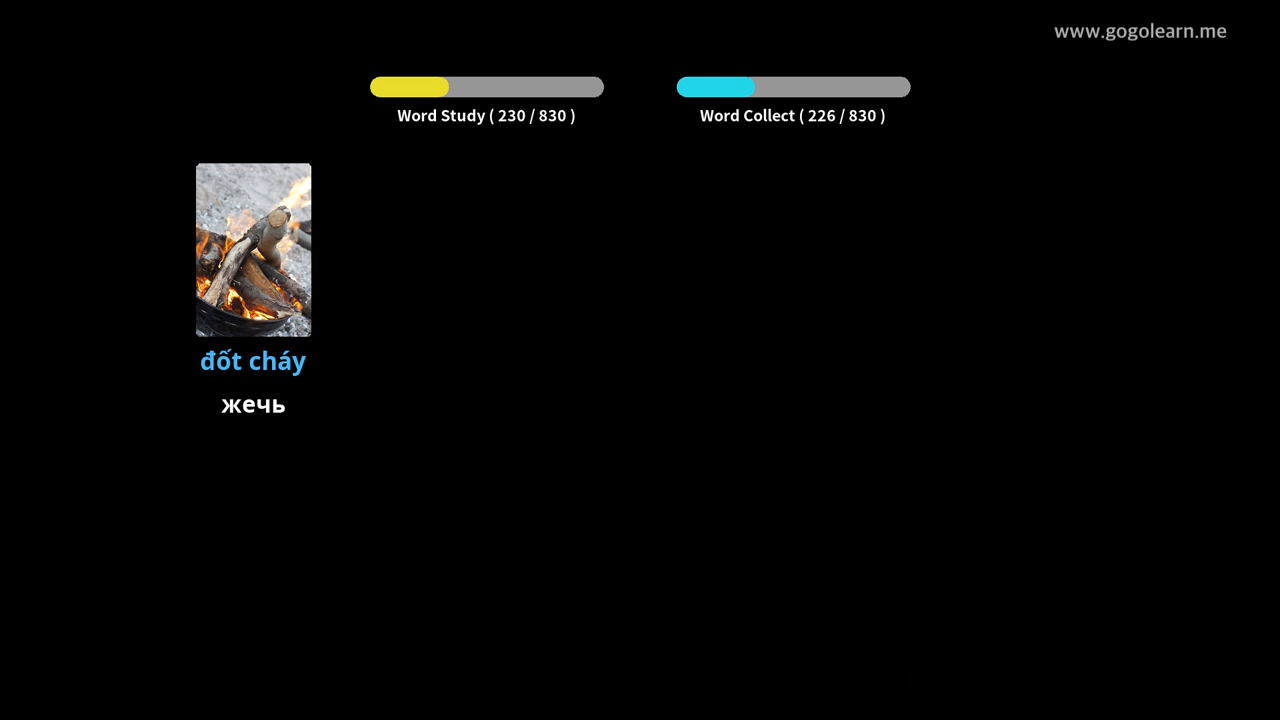 www.gogolearn.me
Word Study ( 230 / 830 )
Word Collect ( 226 / 830 )
đốt cháy
жечь